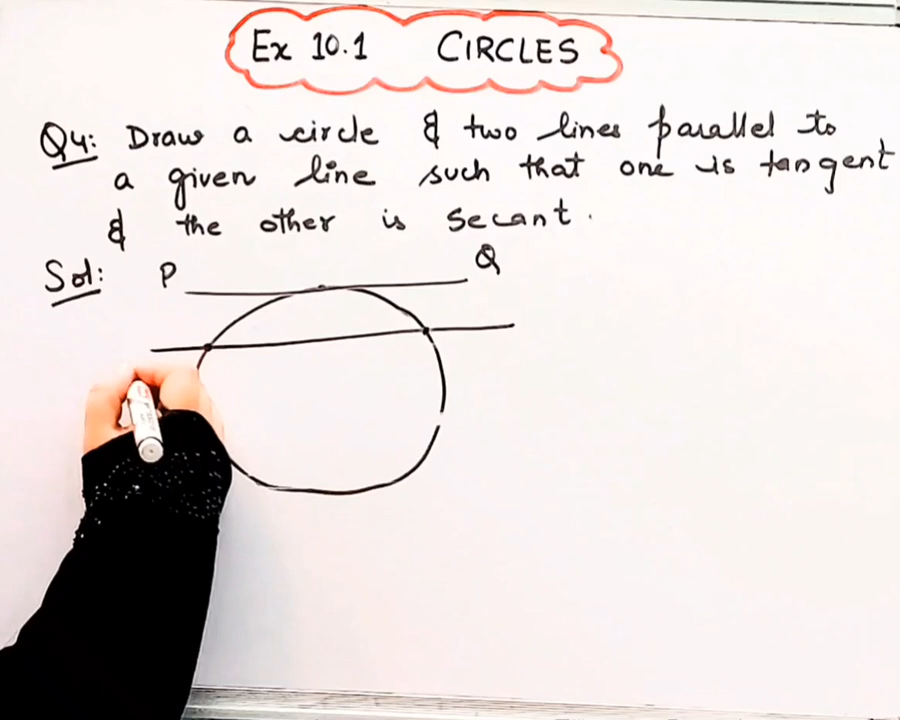 Ex 10.1 CIRCLES
Q4: Draw a circle & two lines parallel to
a given line such that one is tangent
& the other is secant.
Sol:
P Q